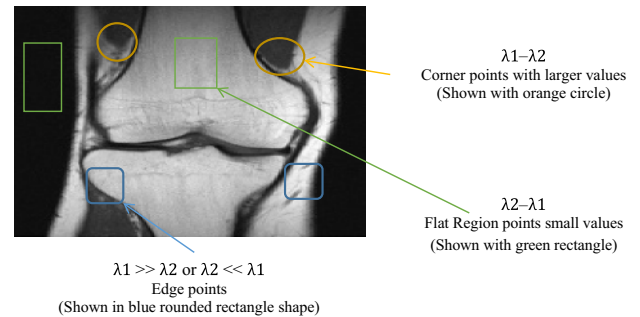 λ1–λ2
Corner points with larger values
(Shown with orange circle)
λ2–λ1
Flat Region points small values
(Shown with green rectangle)
λ1 >> λ2 or λ2 << λ1
Edge points
(Shown in blue rounded rectangle shape)